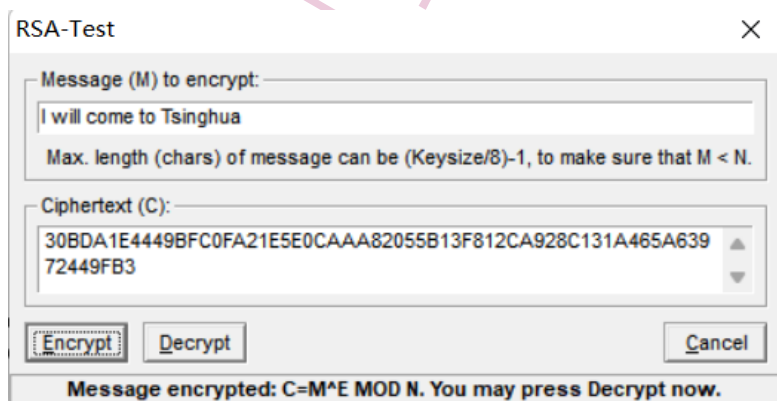 RSA-Test
Message (M) to encrypt:
I will come to Tsinghua
Max. length (chars) of message can be (Keysize/8)-1, to make sure that M < N.
Ciphertext (C):
30BDA1E4449BFC0FA21E5E0CAAA82055B13F812CA928C131A465A639
72449FB3
Encrypt
Decrypt
Cancel
Message encrypted: C=M^E MOD N. You may press Decrypt now.